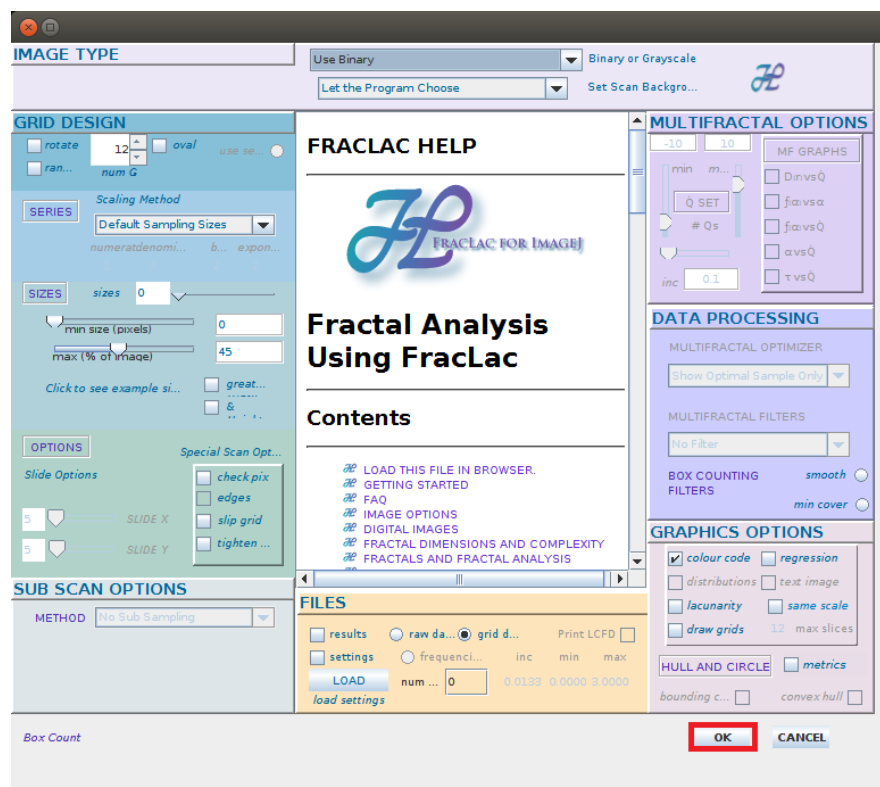 IMAGE TYPE
Use Binary
Binary or Grayscale
Let the Program Choose
Set Scan Backgro...
GRID DESIGN
rotate
12
oval
use se...
ran...
num G
SERIES
Scaling Method
Default Sampling Sizes
numeratdenomi...
b...
expon...
SIZES
sizes
0
min size (pixels)
0
max (% of image)
45
Click to see example si...
great...
&
OPTIONS
Special Scan Opt...
Slide Options
check pix
edges
5
SLIDE X
slip grid
5
SLIDE Y
tighten ...
SUB SCAN OPTIONS
METHOD
No Sub Sampling
FRACLAC HELP
FRACLAC FOR IMAGEJ
Fractal Analysis
Using FracLac
Contents
LOAD THIS FILE IN BROWSER.
GETTING STARTED
FAQ
IMAGE OPTIONS
DIGITAL IMAGES
FRACTAL DIMENSIONS AND COMPLEXITY
FRACTALS AND FRACTAL ANALYSIS
FILES
results
raw da...
grid d...
Print LCFD
settings
frequenci...
inc
min
max
LOAD
num ...
0
0.0133
0.0000
3.0000
load settings
MULTIFRACTAL OPTIONS
-10
10
MF GRAPHS
min
m...
Q SET
# Qs
inc
0.1
DinvsQ
f(α)vsα
f(α)vsQ
αvsQ
τvsQ
DATA PROCESSING
MULTIFRACTAL OPTIMIZER
Show Optimal Sample Only
MULTIFRACTAL FILTERS
No Filter
BOX COUNTING
FILTERS
smooth
min cover
GRAPHICS OPTIONS
colour code
regression
distributions
text image
lacunarity
same scale
draw grids
12
max slices
HULL AND CIRCLE
metrics
bounding c...
convex hull
Box Count
OK
CANCEL